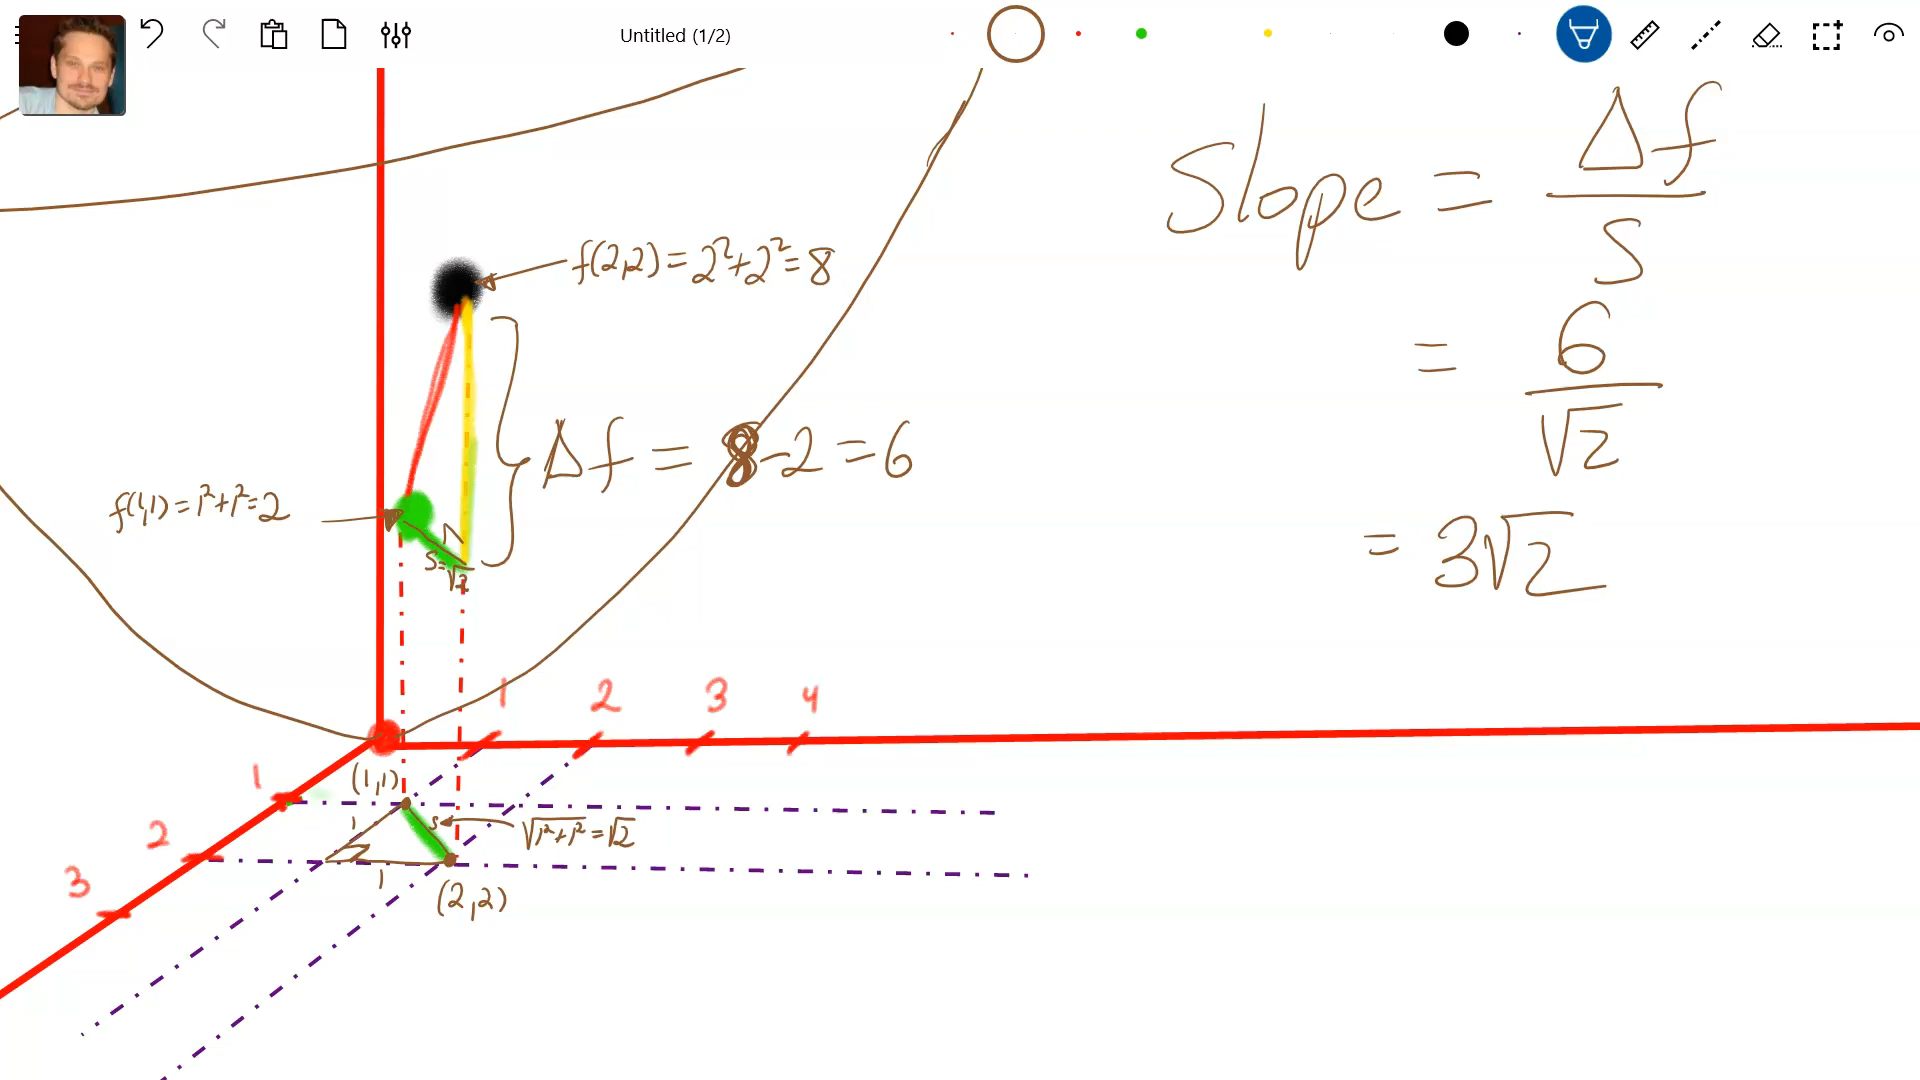 Untitled (1/2)
Slope = Δf / s
= 6 / √2
= 3√2
f(2,2) = 2²+2² = 8
Δf = 8-2 = 6
f(1,1) = 1²+1² = 2
s=√2
1 2 3 4
1
2
3
(1,1)
1
s
√1²+1² = √2
1
(2,2)